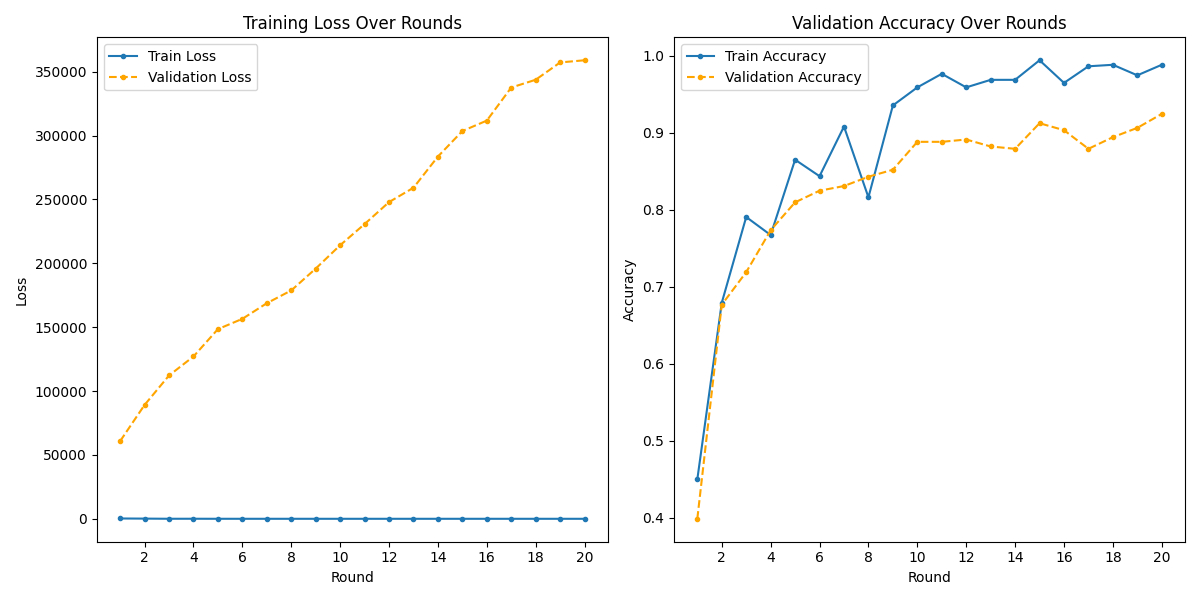 Training Loss Over Rounds
Train Loss
Validation Loss
350000
300000
250000
200000
150000
100000
50000
0
Loss
2 4 6 8 10 12 14 16 18 20
Round
Validation Accuracy Over Rounds
Train Accuracy
Validation Accuracy
1.0
0.9
0.8
0.7
0.6
0.5
0.4
Accuracy
2 4 6 8 10 12 14 16 18 20
Round